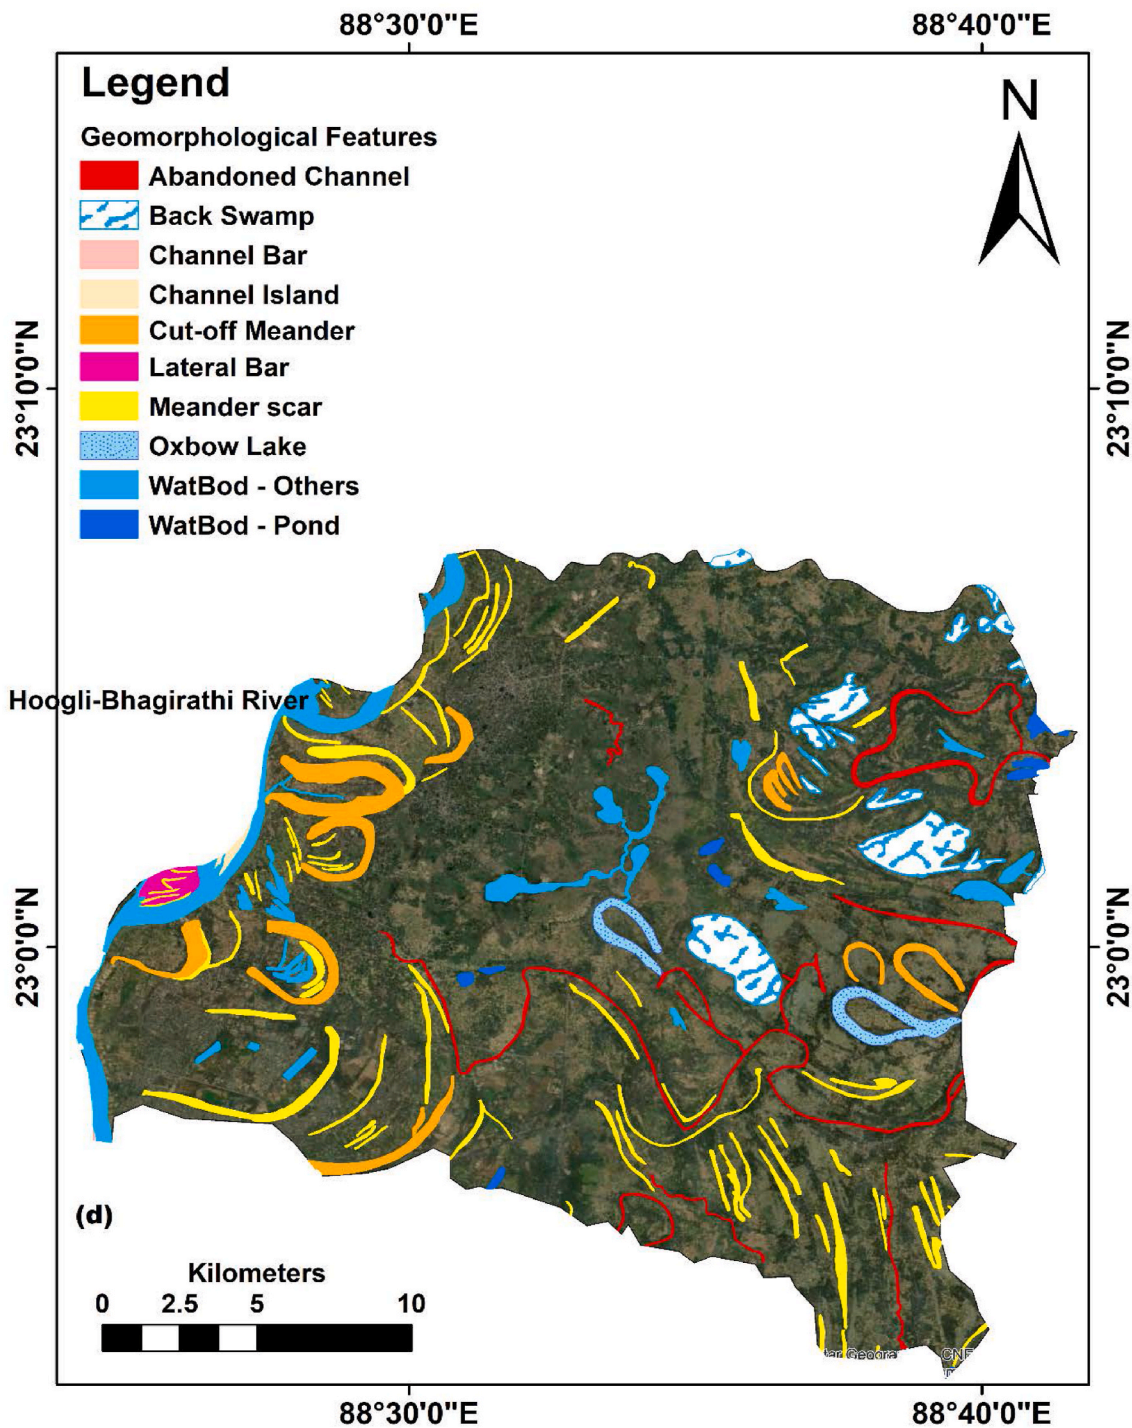 88°30'0"E
88°40'0"E
Legend
N
Geomorphological Features
Abandoned Channel
Back Swamp
Channel Bar
Channel Island
Cut-off Meander
Lateral Bar
Meander scar
Oxbow Lake
WatBod - Others
WatBod - Pond
23°10'0"N
23°10'0"N
Hoogli-Bhagirathi River
23°0'0"N
23°0'0"N
(d)
Kilometers
0 2.5 5 10
88°30'0"E
88°40'0"E